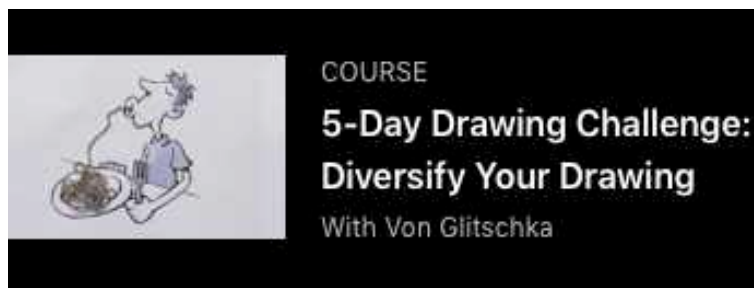 COURSE
5-Day Drawing Challenge:
Diversify Your Drawing
With Von Glitschka